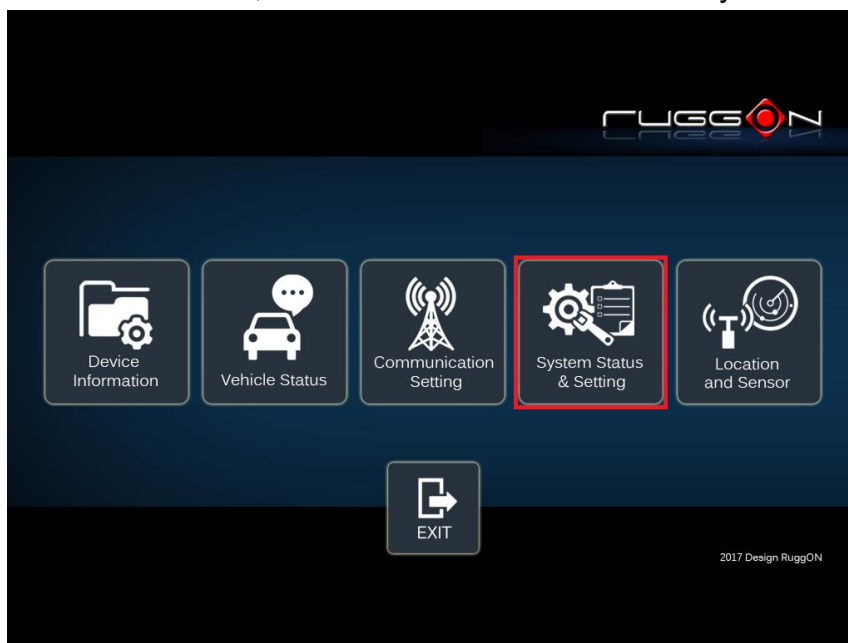 ruggON
Device
Information
Vehicle Status
Communication
Setting
System Status
& Setting
Location
and Sensor
EXIT
2017 Design RuggON